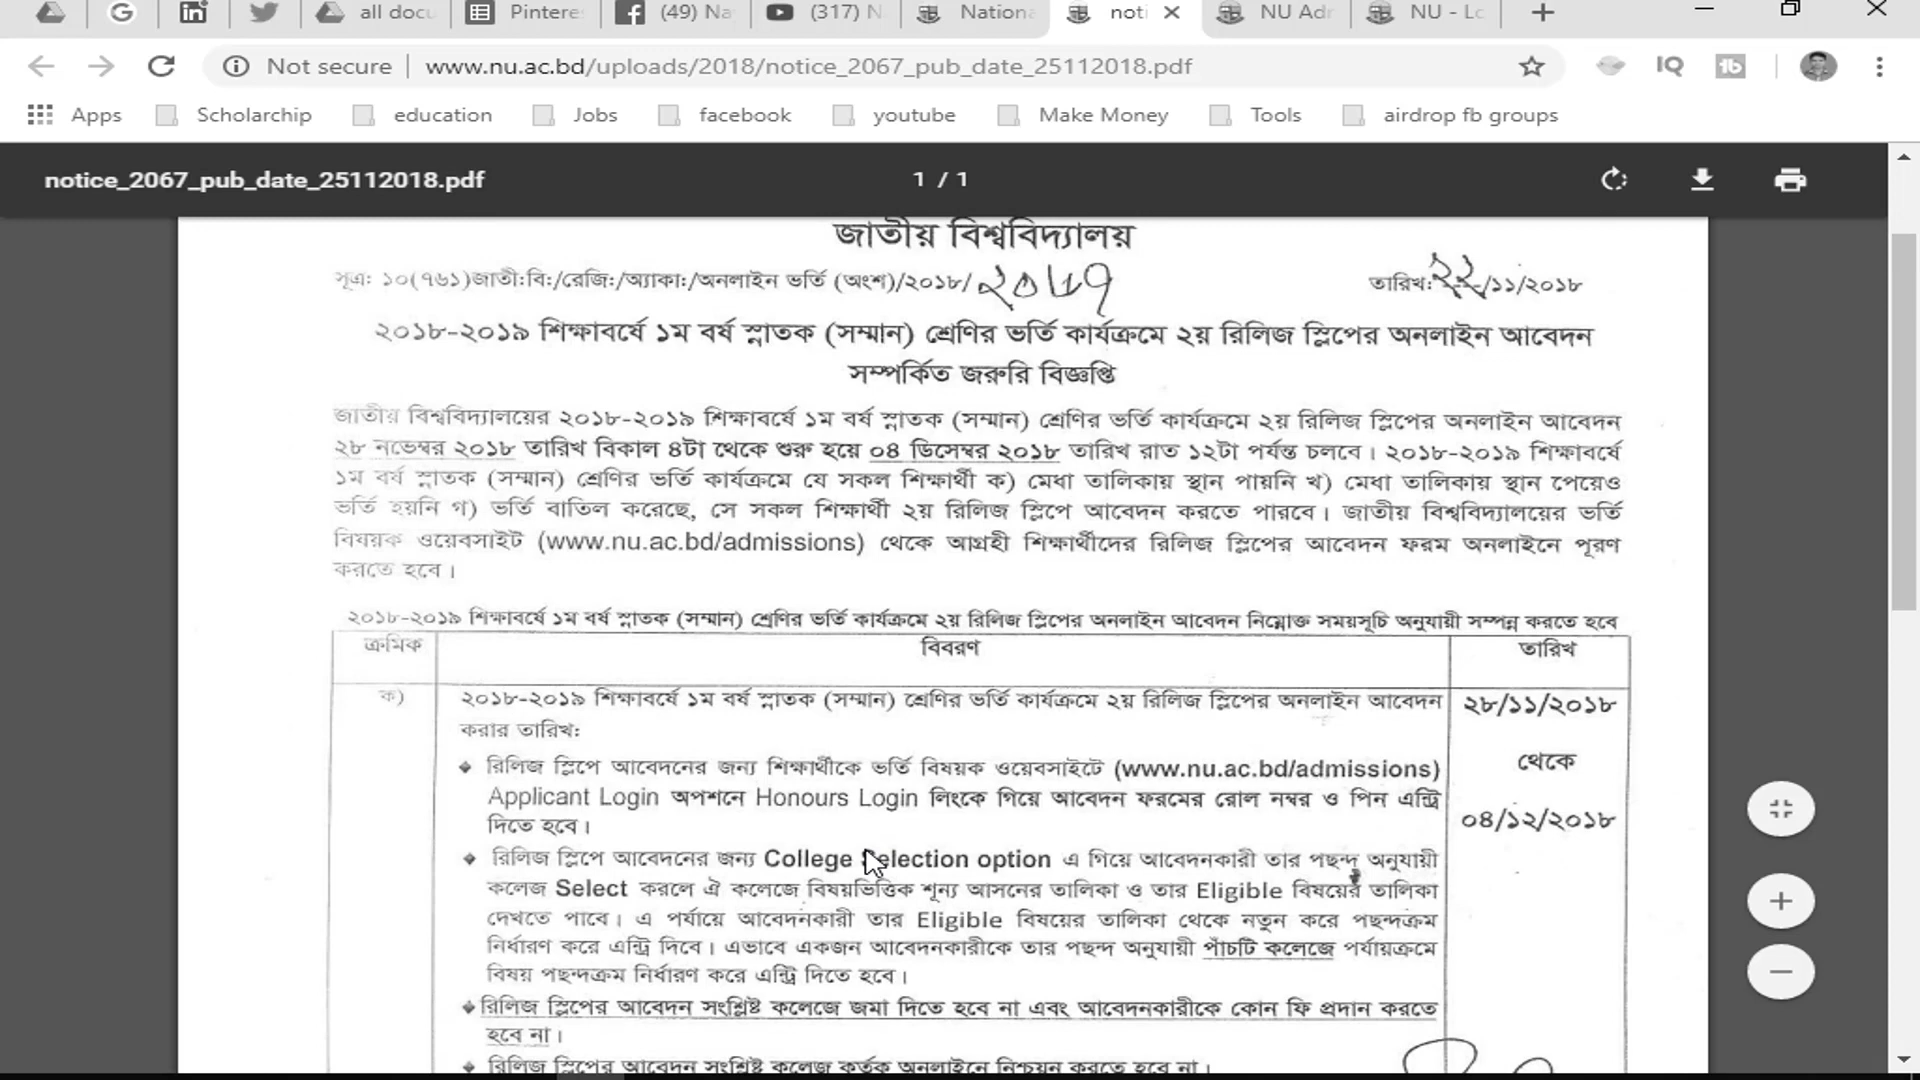 all docu
Pinteres
(49) Na
(317) N
Nationa
noti
NU Adr
NU - Lo
Not secure
www.nu.ac.bd/uploads/2018/notice_2067_pub_date_25112018.pdf
Apps
Scholarchip
education
Jobs
facebook
youtube
Make Money
Tools
airdrop fb groups
notice_2067_pub_date_25112018.pdf
1 / 1
জাতীয় বিশ্ববিদ্যালয়
সূত্র: ১০(৭৬১)জাতী:বি:/রেজি:/অ্যাকা:/অনলাইন ভর্তি (অংশ)/২০১৮/
তারিখ:২২/১১/২০১৮
২০১৮-২০১৯ শিক্ষাবর্ষে ১ম বর্ষ স্নাতক (সম্মান) শ্রেণির ভর্তি কার্যক্রমে ২য় রিলিজ স্লিপের অনলাইন আবেদন
সম্পর্কিত জরুরি বিজ্ঞপ্তি
জাতীয় বিশ্ববিদ্যালয়ের ২০১৮-২০১৯ শিক্ষাবর্ষে ১ম বর্ষ স্নাতক (সম্মান) শ্রেণির ভর্তি কার্যক্রমে ২য় রিলিজ স্লিপের অনলাইন আবেদন
২৮ নভেম্বর ২০১৮ তারিখ বিকাল ৪টা থেকে শুরু হয়ে ০৪ ডিসেম্বর ২০১৮ তারিখ রাত ১২টা পর্যন্ত চলবে। ২০১৮-২০১৯ শিক্ষাবর্ষে
১ম বর্ষ স্নাতক (সম্মান) শ্রেণির ভর্তি কার্যক্রমে যে সকল শিক্ষার্থী ক) মেধা তালিকায় স্থান পায়নি খ) মেধা তালিকায় স্থান পেয়েও
ভর্তি হয়নি গ) ভর্তি বাতিল করেছে, সে সকল শিক্ষার্থী ২য় রিলিজ স্লিপে আবেদন করতে পারবে। জাতীয় বিশ্ববিদ্যালয়ের ভর্তি
বিষয়ক ওয়েবসাইট (www.nu.ac.bd/admissions) থেকে আগ্রহী শিক্ষার্থীদের রিলিজ স্লিপের আবেদন ফরম অনলাইনে পূরণ
করতে হবে।
২০১৮-২০১৯ শিক্ষাবর্ষে ১ম বর্ষ স্নাতক (সম্মান) শ্রেণির ভর্তি কার্যক্রমে ২য় রিলিজ স্লিপের অনলাইন আবেদন নিম্নোক্ত সময়সূচি অনুযায়ী সম্পন্ন করতে হবে
ক্রমিক
বিবরণ
তারিখ
ক)
২০১৮-২০১৯ শিক্ষাবর্ষে ১ম বর্ষ স্নাতক (সম্মান) শ্রেণির ভর্তি কার্যক্রমে ২য় রিলিজ স্লিপের অনলাইন আবেদন
করার তারিখ:
২৮/১১/২০১৮
থেকে
০৪/১২/২০১৮
♦ রিলিজ স্লিপে আবেদনের জন্য শিক্ষার্থীকে ভর্তি বিষয়ক ওয়েবসাইটে (www.nu.ac.bd/admissions)
Applicant Login অপশনে Honours Login লিংকে গিয়ে আবেদন ফরমের রোল নম্বর ও পিন এন্ট্রি
দিতে হবে।
♦ রিলিজ স্লিপে আবেদনের জন্য College Selection option এ গিয়ে আবেদনকারী তার পছন্দ অনুযায়ী
কলেজ Select করলে ঐ কলেজে বিষয়ভিত্তিক শূন্য আসনের তালিকা ও তার Eligible বিষয়ের তালিকা
দেখতে পাবে। এ পর্যায়ে আবেদনকারী তার Eligible বিষয়ের তালিকা থেকে নতুন করে পছন্দক্রম
নির্ধারণ করে এন্ট্রি দিবে। এভাবে একজন আবেদনকারীকে তার পছন্দ অনুযায়ী পাঁচটি কলেজে পর্যায়ক্রমে
বিষয় পছন্দক্রম নির্ধারণ করে এন্ট্রি দিতে হবে।
♦ রিলিজ স্লিপের আবেদন সংশ্লিষ্ট কলেজে জমা দিতে হবে না এবং আবেদনকারীকে কোন ফি প্রদান করতে
হবে না।
♦ রিলিজ স্লিপের আবেদন সংশ্লিষ্ট কলেজ কর্তৃক অনলাইনে নিশ্চয়ন করতে হবে না।